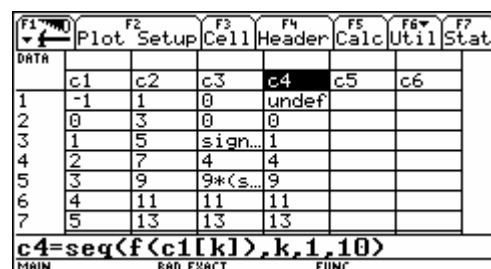 F1 F2 F3 F4 F5 F6 F7
Plot Setup Cell Header Calc Util Stat
DATA
c1 c2 c3 c4 c5 c6
1 -1 1 0 undef
2 0 3 0 0
3 1 5 sign… 1
4 2 7 4 4
5 3 9 9*(s… 9
6 4 11 11 11
7 5 13 13 13
c4=seq(f(c1[k]),k,1,10)
MAIN RAD EXACT FUNC